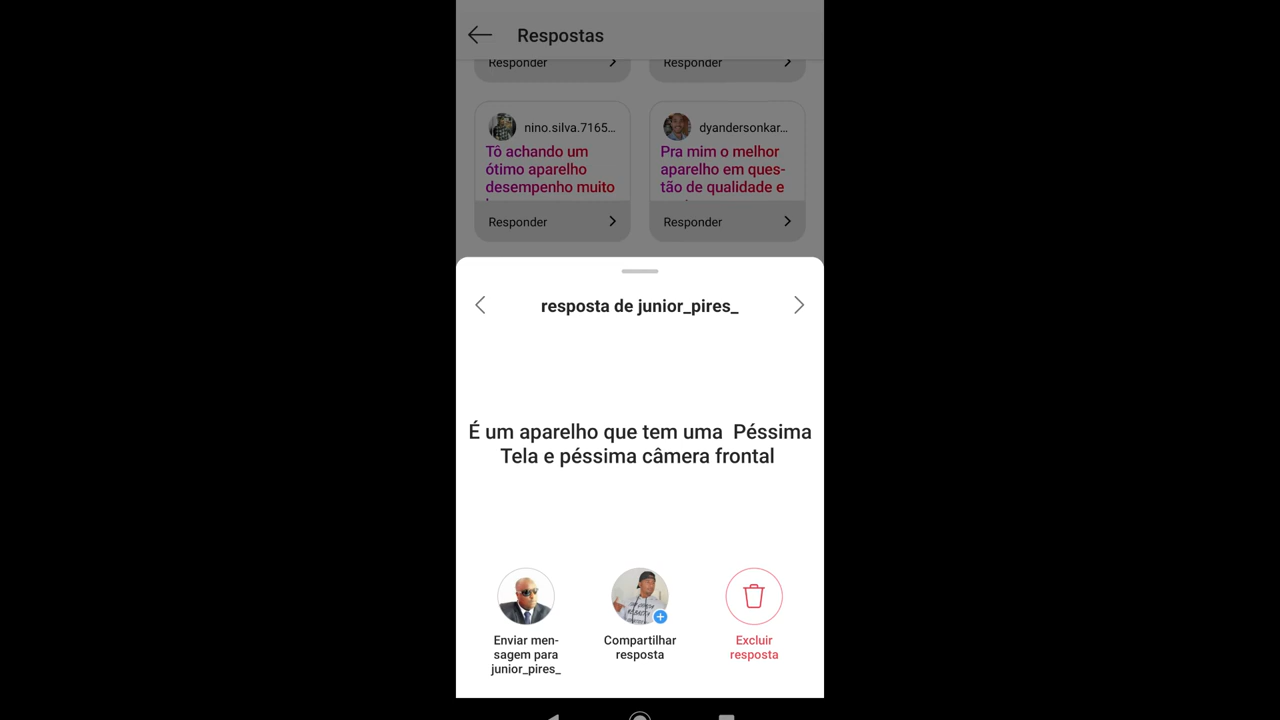 Respostas
Responder
Responder
nino.silva.7165...
dyandersonkar...
Tô achando um
ótimo aparelho
desempenho muito
Pra mim o melhor
aparelho em ques-
tão de qualidade e
Responder
Responder
resposta de junior_pires_
É um aparelho que tem uma  Péssima
Tela e péssima câmera frontal
Enviar men-
sagem para
junior_pires_
Compartilhar
resposta
Excluir
resposta